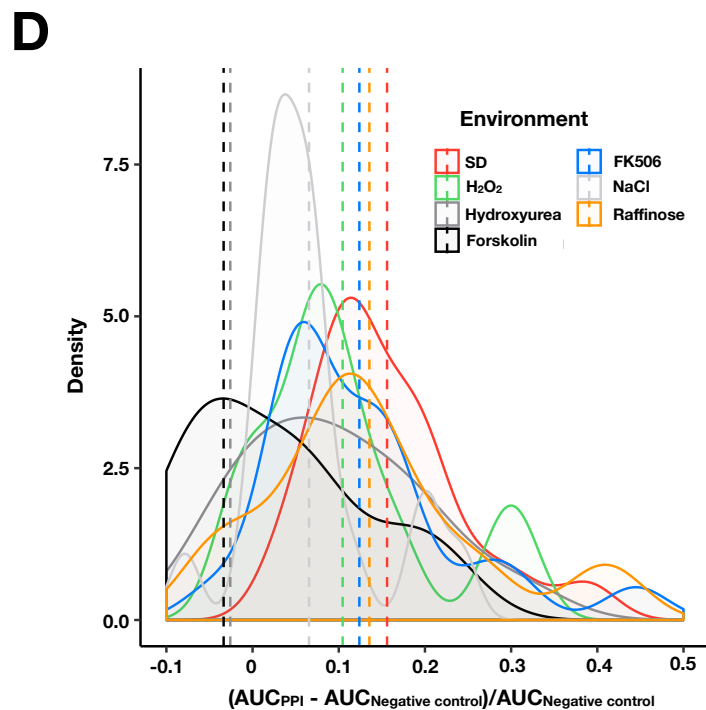 D
Environment
SD
FK506
H₂O₂
NaCl
Hydroxyurea
Raffinose
Forskolin
Density
7.5
5.0
2.5
0.0
-0.1 0 0.1 0.2 0.3 0.4 0.5
(AUCPPI - AUCNegative control)/AUCNegative control